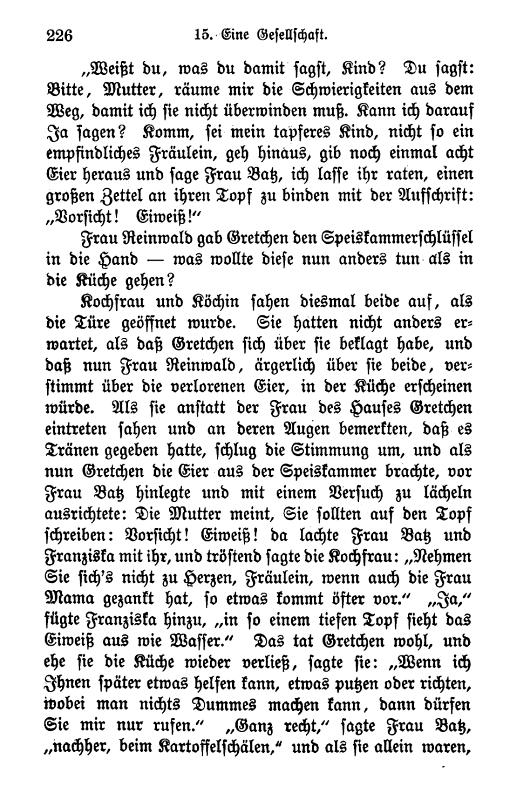 226 15. Eine Gesellschaft.
„Weißt du, was du damit sagst, Kind? Du sagst:
Bitte, Mutter, räume mir die Schwierigkeiten aus dem
Weg, damit ich sie nicht überwinden muß. Kann ich darauf
Ja sagen? Komm, sei mein tapferes Kind, nicht so ein
empfindliches Fräulein, geh hinaus, gib noch einmal acht
Eier heraus und sage Frau Batz, ich lasse ihr raten, einen
großen Zettel an ihren Topf zu binden mit der Aufschrift:
„Vorsicht! Eiweiß!“
Frau Reinwald gab Gretchen den Speiskammerschlüssel
in die Hand — was wollte diese nun anders tun als in
die Küche gehen?
Kochfrau und Köchin sahen diesmal beide auf, als
die Türe geöffnet wurde. Sie hatten nicht anders er-
wartet, als daß Gretchen sich über sie beklagt habe, und
daß nun Frau Reinwald, ärgerlich über sie beide, ver-
stimmt über die verlorenen Eier, in der Küche erscheinen
würde. Als sie anstatt der Frau des Hauses Gretchen
eintreten sahen und an deren Augen bemerkten, daß es
Tränen gegeben hatte, schlug die Stimmung um, und als
nun Gretchen die Eier aus der Speiskammer brachte, vor
Frau Batz hinlegte und mit einem Versuch zu lächeln
ausrichtete: Die Mutter meint, Sie sollten auf den Topf
schreiben: Vorsicht! Eiweiß! da lachte Frau Batz und
Franziska mit ihr, und tröstend sagte die Kochfrau: „Nehmen
Sie sich's nicht zu Herzen, Fräulein, wenn auch die Frau
Mama gezankt hat, so etwas kommt öfter vor.“ „Ja,“
fügte Franziska hinzu, „in so einem tiefen Topf sieht das
Eiweiß aus wie Wasser.“ Das tat Gretchen wohl, und
ehe sie die Küche wieder verließ, sagte sie: „Wenn ich
Ihnen später etwas helfen kann, etwas putzen oder richten,
wobei man nichts Dummes machen kann, dann dürfen
Sie mir nur rufen.“ „Ganz recht,“ sagte Frau Batz,
„nachher, beim Kartoffelschälen,“ und als sie allein waren,